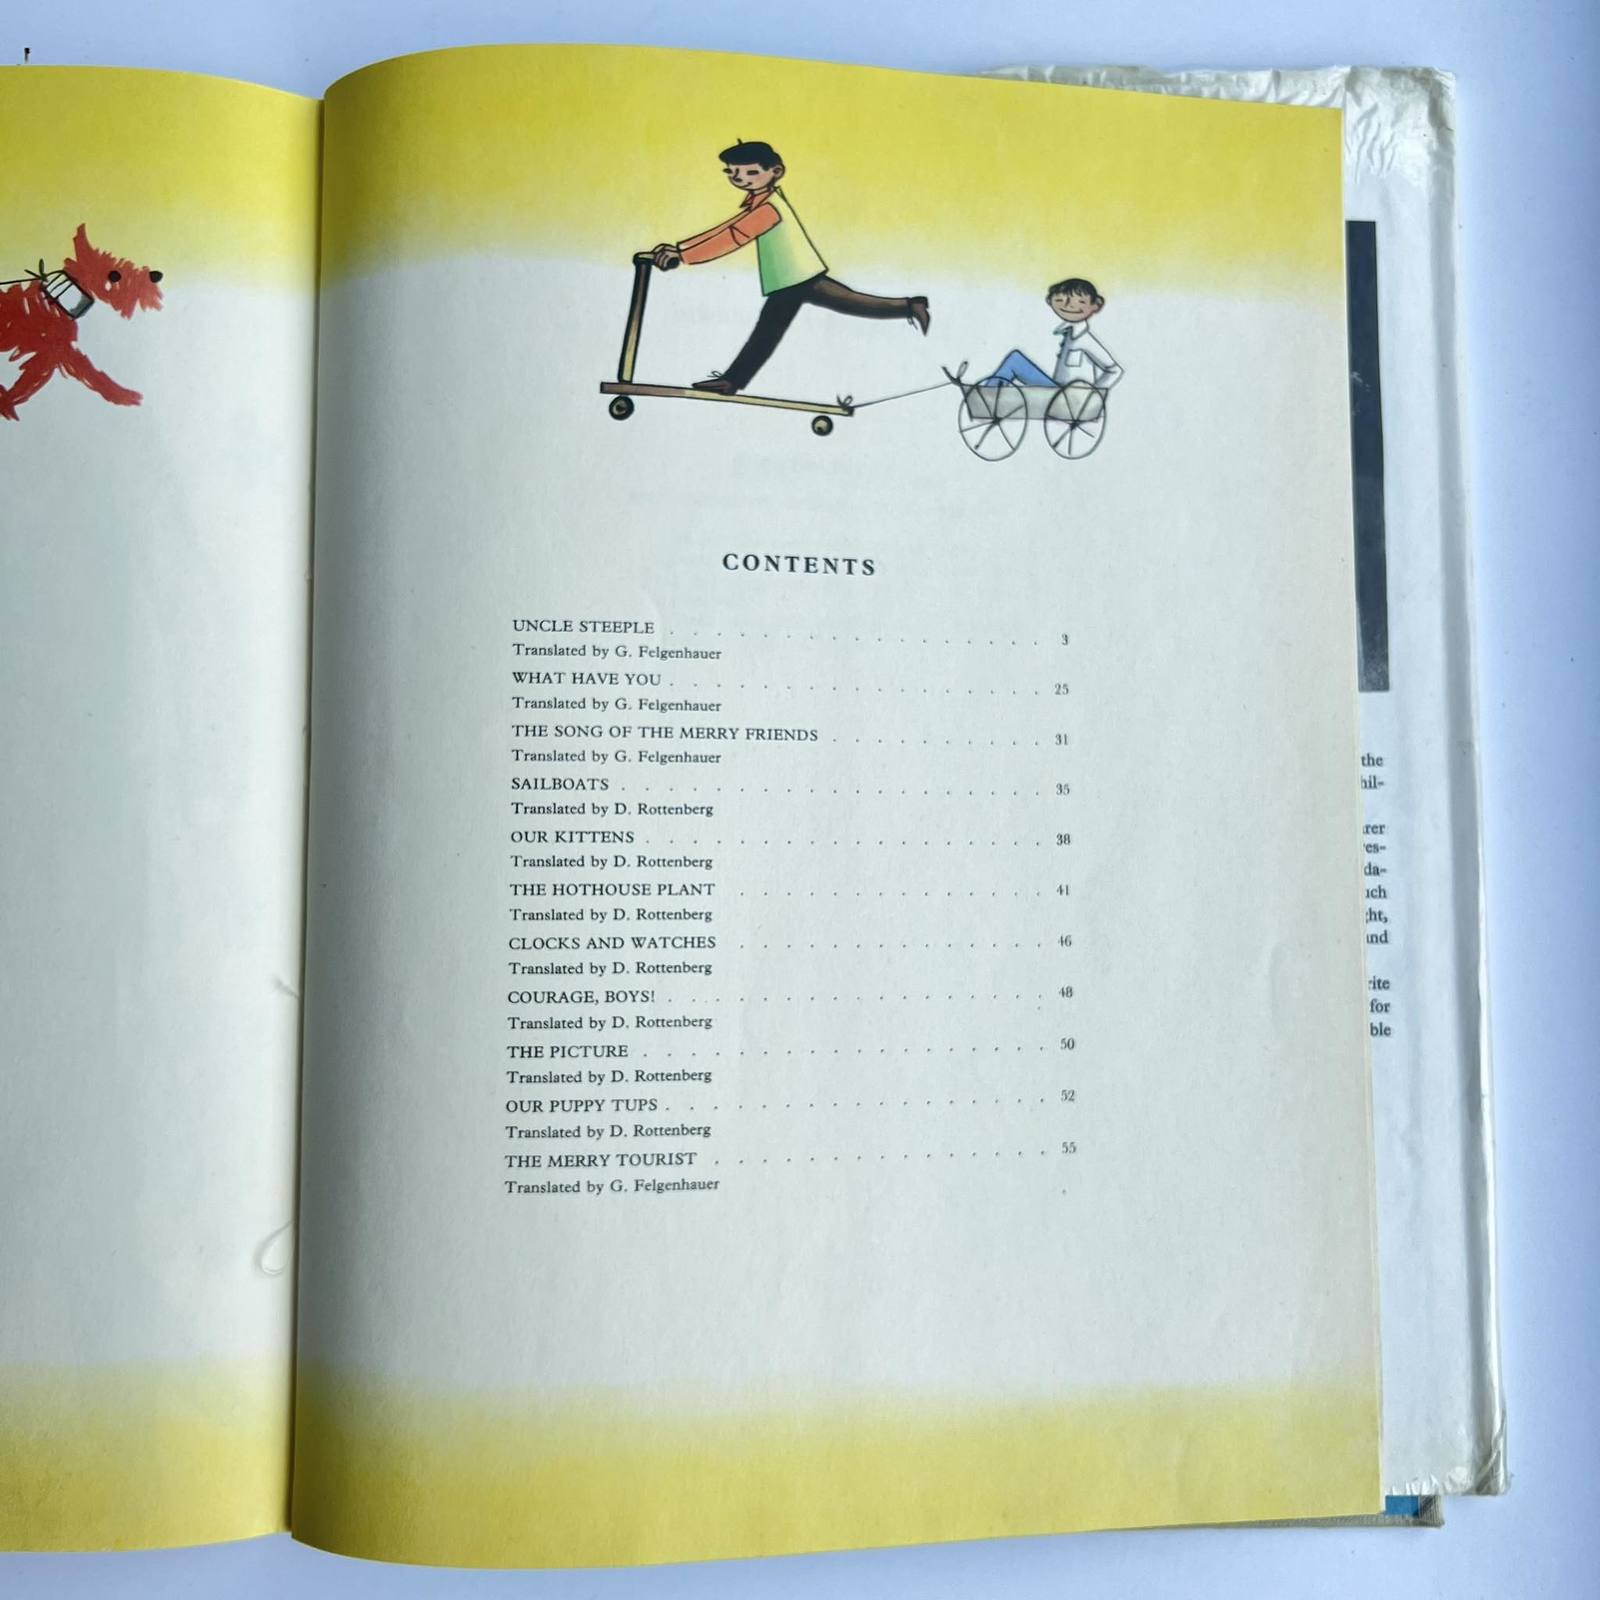 CONTENTS
UNCLE STEEPLE . . . . . . . . . . . . . . . . 3
Translated by G. Felgenhauer
WHAT HAVE YOU . . . . . . . . . . . . . . . . 25
Translated by G. Felgenhauer
THE SONG OF THE MERRY FRIENDS . . . . . . . . . 31
Translated by G. Felgenhauer
SAILBOATS . . . . . . . . . . . . . . . . . . 35
Translated by D. Rottenberg
OUR KITTENS . . . . . . . . . . . . . . . . . 38
Translated by D. Rottenberg
THE HOTHOUSE PLANT . . . . . . . . . . . . . 41
Translated by D. Rottenberg
CLOCKS AND WATCHES . . . . . . . . . . . . . 46
Translated by D. Rottenberg
COURAGE, BOYS! . . . . . . . . . . . . . . . . 48
Translated by D. Rottenberg
THE PICTURE . . . . . . . . . . . . . . . . . 50
Translated by D. Rottenberg
OUR PUPPY TUPS . . . . . . . . . . . . . . . . 52
Translated by D. Rottenberg
THE MERRY TOURIST . . . . . . . . . . . . . . 55
Translated by G. Felgenhauer
the
for